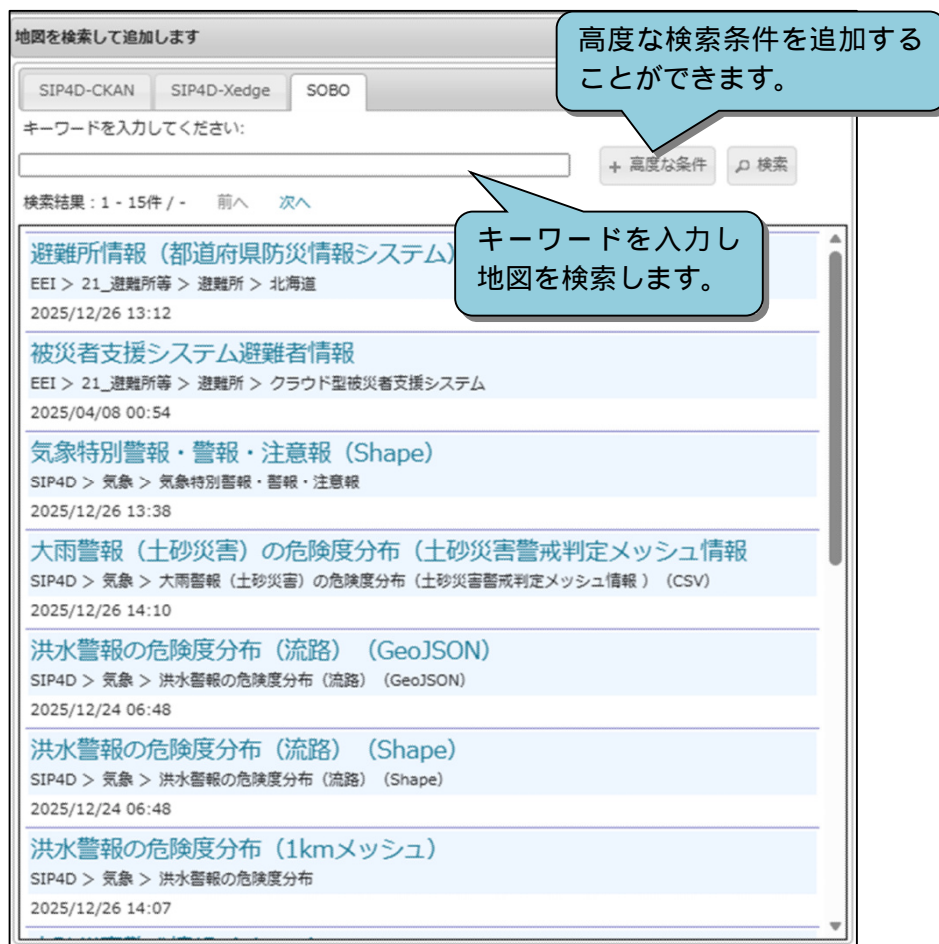 地図を検索して追加します
高度な検索条件を追加する
ことができます。
SIP4D-CKAN SIP4D-Xedge SOBO
キーワードを入力してください:
+ 高度な条件 検索
検索結果 : 1 - 15件 / - 前へ 次へ
キーワードを入力し
地図を検索します。
避難所情報（都道府県防災情報システム）
EEI > 21_避難所等 > 避難所 > 北海道
2025/12/26 13:12
被災者支援システム避難者情報
EEI > 21_避難所等 > 避難所 > クラウド型被災者支援システム
2025/04/08 00:54
気象特別警報・警報・注意報（Shape）
SIP4D > 気象 > 気象特別警報・警報・注意報
2025/12/26 13:38
大雨警報（土砂災害）の危険度分布（土砂災害警戒判定メッシュ情報
SIP4D > 気象 > 大雨警報（土砂災害）の危険度分布（土砂災害警戒判定メッシュ情報 ）（CSV）
2025/12/26 14:10
洪水警報の危険度分布（流路）（GeoJSON）
SIP4D > 気象 > 洪水警報の危険度分布（流路）（GeoJSON）
2025/12/24 06:48
洪水警報の危険度分布（流路）（Shape）
SIP4D > 気象 > 洪水警報の危険度分布（流路）（Shape）
2025/12/24 06:48
洪水警報の危険度分布（1kmメッシュ）
SIP4D > 気象 > 洪水警報の危険度分布
2025/12/26 14:07